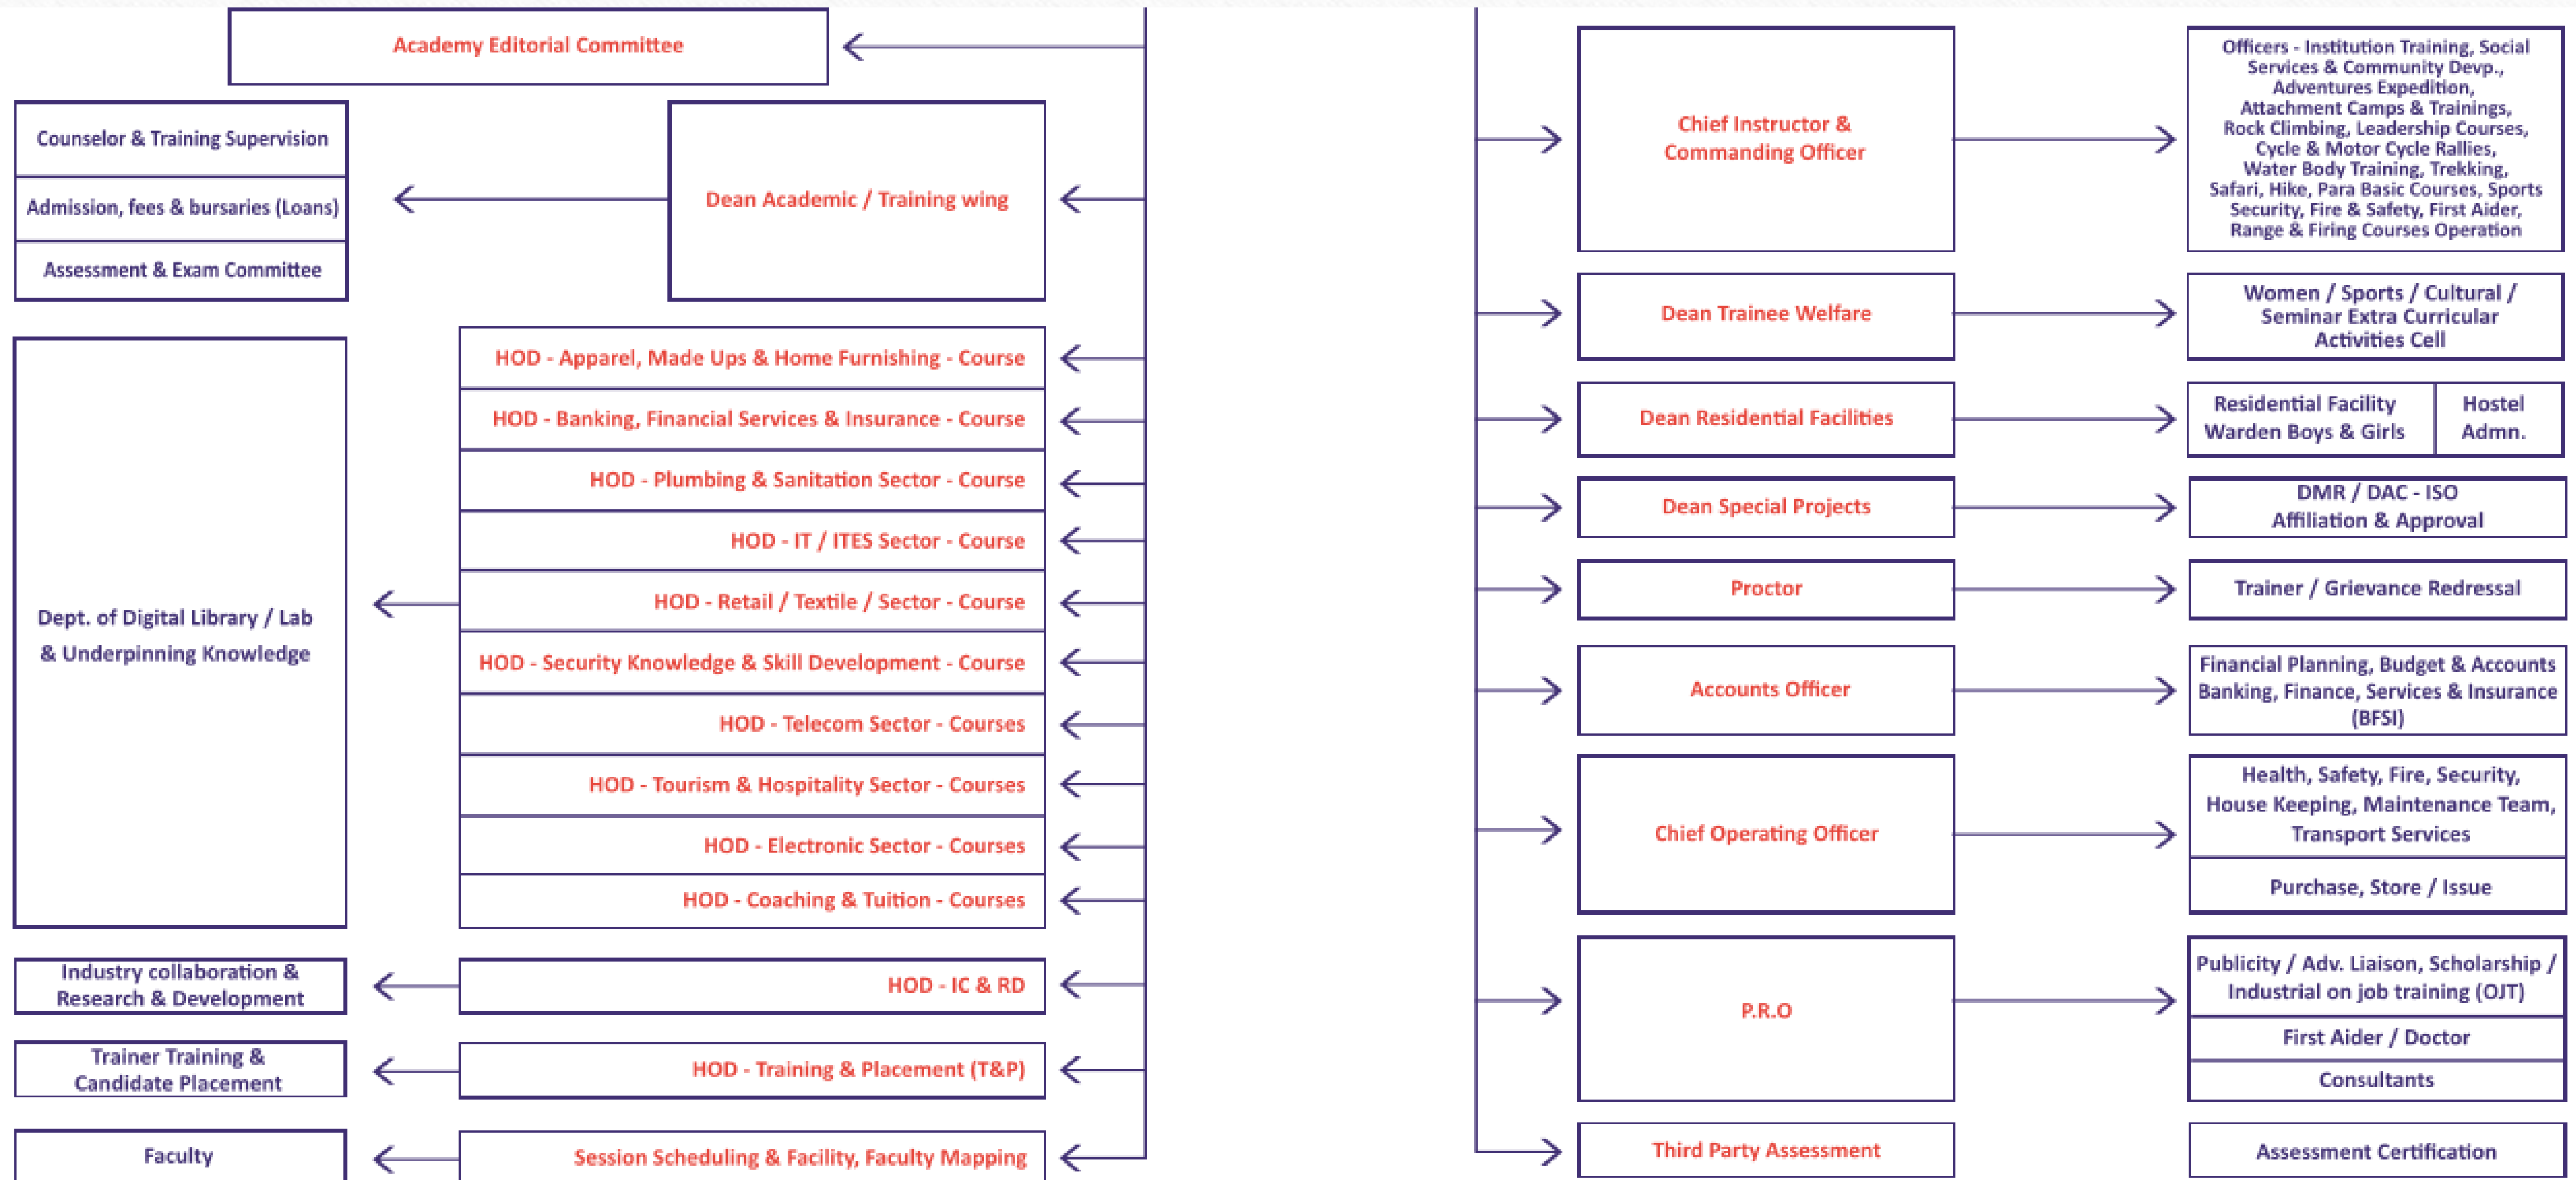 Academy Editorial Committee
Counselor & Training Supervision
Admission, fees & bursaries (Loans)
Assessment & Exam Committee
Dean Academic / Training wing
HOD - Apparel, Made Ups & Home Furnishing - Course
HOD - Banking, Financial Services & Insurance - Course
HOD - Plumbing & Sanitation Sector - Course
HOD - IT / ITES Sector - Course
HOD - Retail / Textile / Sector - Course
HOD - Security Knowledge & Skill Development - Course
HOD - Telecom Sector - Courses
HOD - Tourism & Hospitality Sector - Courses
HOD - Electronic Sector - Courses
HOD - Coaching & Tuition - Courses
Dept. of Digital Library / Lab
& Underpinning Knowledge
Industry collaboration &
Research & Development
HOD - IC & RD
Trainer Training &
Candidate Placement
HOD - Training & Placement (T&P)
Faculty
Session Scheduling & Facility, Faculty Mapping
Chief Instructor &
Commanding Officer
Officers - Institution Training, Social
Services & Community Devp.,
Adventures Expedition,
Attachment Camps & Trainings,
Rock Climbing, Leadership Courses,
Cycle & Motor Cycle Rallies,
Water Body Training, Trekking,
Safari, Hike, Para Basic Courses, Sports
Security, Fire & Safety, First Aider,
Range & Firing Courses Operation
Dean Trainee Welfare
Women / Sports / Cultural /
Seminar Extra Curricular
Activities Cell
Dean Residential Facilities
Residential Facility
Warden Boys & Girls
Hostel
Admn.
Dean Special Projects
DMR / DAC - ISO
Affiliation & Approval
Proctor
Trainer / Grievance Redressal
Accounts Officer
Financial Planning, Budget & Accounts
Banking, Finance, Services & Insurance
(BFSI)
Chief Operating Officer
Health, Safety, Fire, Security,
House Keeping, Maintenance Team,
Transport Services
Purchase, Store / Issue
P.R.O
Publicity / Adv. Liaison, Scholarship /
Industrial on job training (OJT)
First Aider / Doctor
Consultants
Third Party Assessment
Assessment Certification